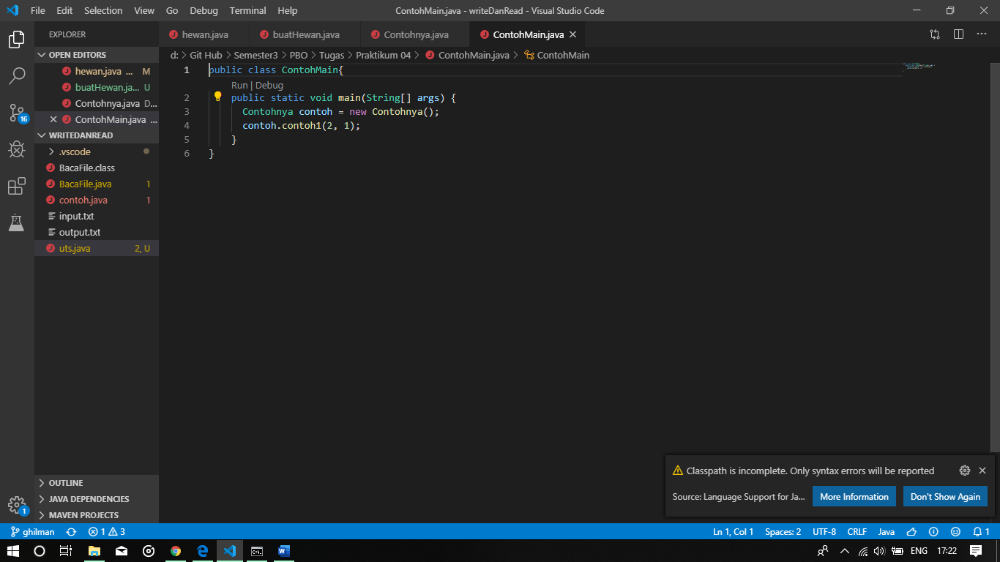 File Edit Selection View Go Debug Terminal Help
ContohMain.java - writeDanRead - Visual Studio Code
EXPLORER
hewan.java
buatHewan.java
Contohnya.java
ContohMain.java
OPEN EDITORS
hewan.java ... M
buatHewan.ja... U
Contohnya.java D...
ContohMain.java ...
WRITEDANREAD
.vscode
BacaFile.class
BacaFile.java 1
contoh.java 1
input.txt
output.txt
uts.java 2, U
OUTLINE
JAVA DEPENDENCIES
MAVEN PROJECTS
16
1
d: > Git Hub > Semester3 > PBO > Tugas > Praktikum 04 > ContohMain.java > ContohMain
1 public class ContohMain{
Run | Debug
2 public static void main(String[] args) {
3 Contohnya contoh = new Contohnya();
4 contoh.contoh1(2, 1);
5 }
6 }
Classpath is incomplete. Only syntax errors will be reported
Source: Language Support for Ja...
More Information
Don't Show Again
ghilman 1 3
Ln 1, Col 1 Spaces: 2 UTF-8 CRLF Java 1
ENG 17:22